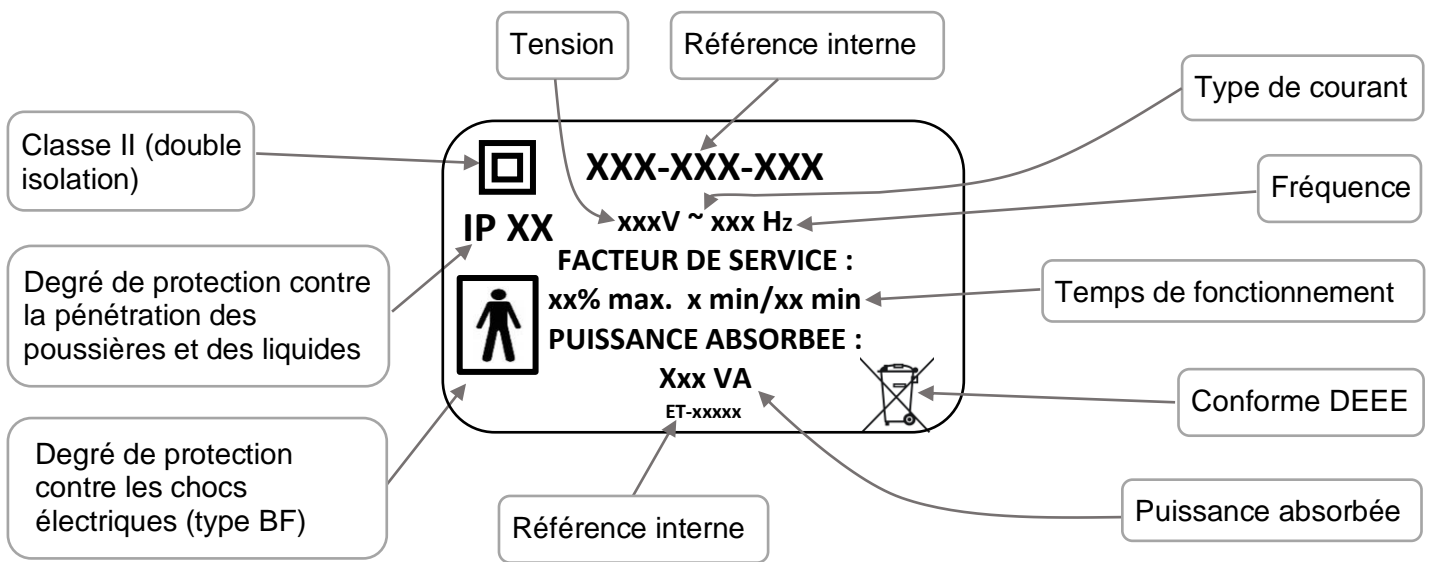 Tension
Référence interne
Type de courant
Classe II (double
isolation)
XXX-XXX-XXX
Fréquence
IP XX
xxxV ~ xxx Hz
FACTEUR DE SERVICE :
Degré de protection contre
la pénétration des
poussières et des liquides
xx% max. x min/xx min
Temps de fonctionnement
PUISSANCE ABSORBEE :
Xxx VA
Conforme DEEE
ET-xxxxx
Degré de protection
contre les chocs
électriques (type BF)
Référence interne
Puissance absorbée